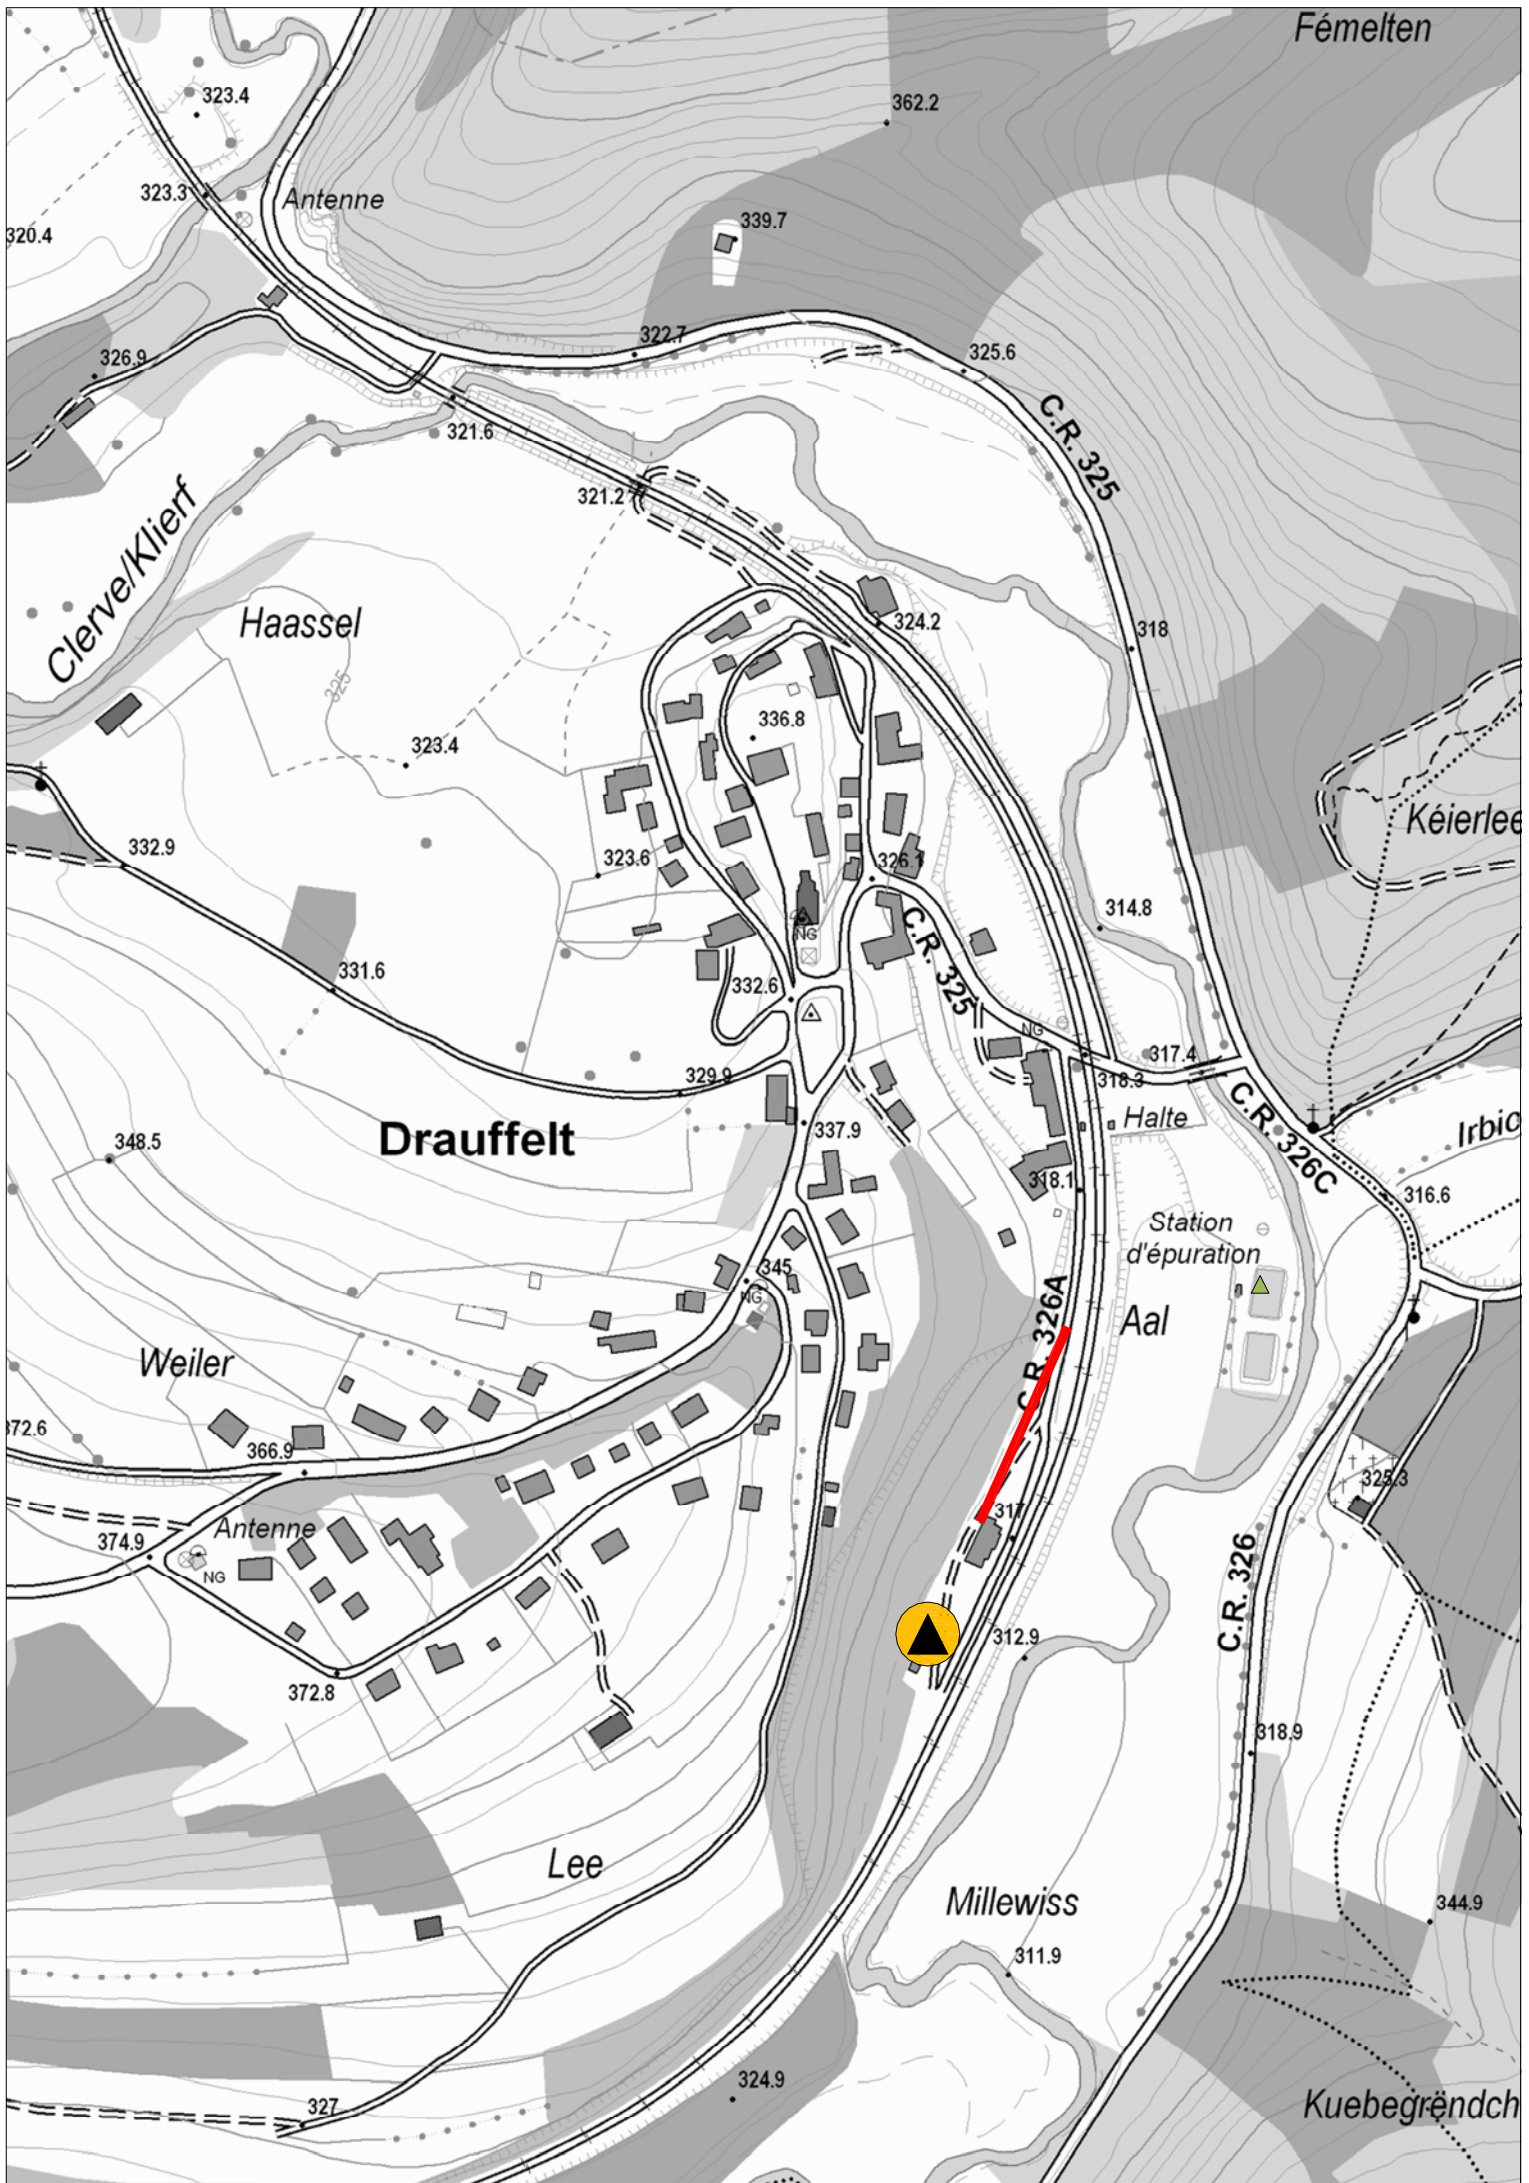 Fémelten
323.4
362.2
323.3
Antenne
339.7
320.4
322.7
325.6
326.9
C.R. 325
321.6
321.2
Clerve/Klierf
Haassel
324.2
318
325
336.8
323.4
Kéierlee
332.9
323.6
326.1
314.8
NG
C.R. 325
331.6
332.6
NG
317.4
329.9
318.3
C.R. 326C
Halte
Irbic
Drauffelt
337.9
348.5
318.1
316.6
Station
d'épuration
345
NG
C.R. 326A
Aal
Weiler
372.6
366.9
325.3
317
Antenne
374.9
NG
C.R. 326
312.9
372.8
318.9
Lee
Millewiss
344.9
311.9
324.9
327
Kuebegrëndch